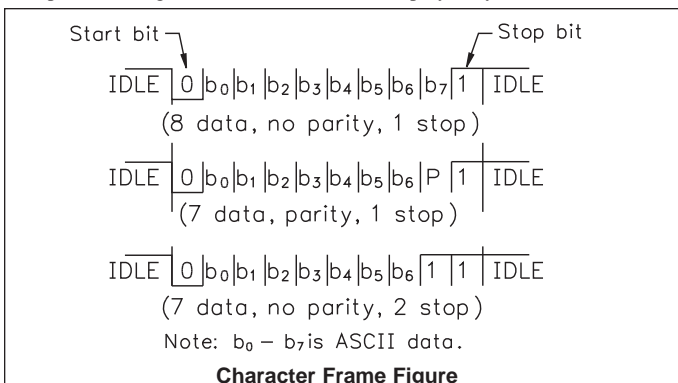 Start bit Stop bit
IDLE 0 b₀ b₁ b₂ b₃ b₄ b₅ b₆ b₇ 1 IDLE
(8 data, no parity, 1 stop)
IDLE 0 b₀ b₁ b₂ b₃ b₄ b₅ b₆ P 1 IDLE
(7 data, parity, 1 stop)
IDLE 0 b₀ b₁ b₂ b₃ b₄ b₅ b₆ 1 1 IDLE
(7 data, no parity, 2 stop)
Note: b₀ – b₇is ASCII data.
Character Frame Figure